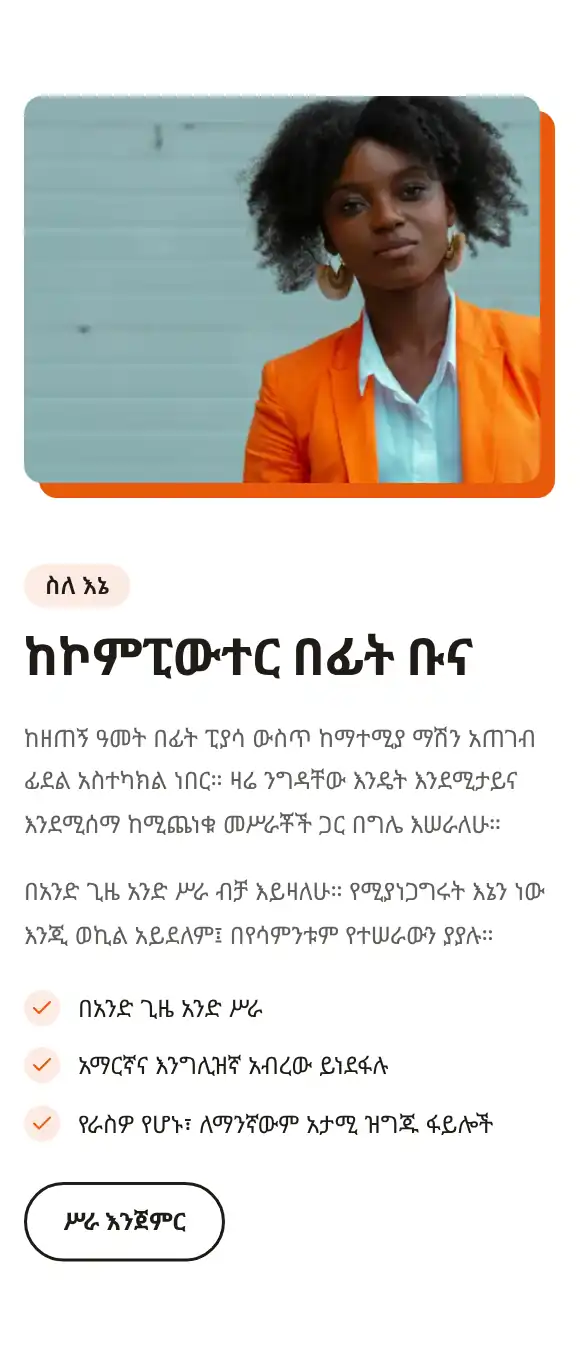 ስለ እኔ
ከኮምፒውተር በፊት ቡና
ከዘጠኝ ዓመት በፊት ፒያሳ ውስጥ ከማተሚያ ማሽን አጠገብ
ፊደል አስተካክል ነበር። ዛሬ ንግዳቸው እንዴት እንደሚታይና
እንደሚሰማ ከሚጨነቁ መሥራቾች ጋር በግሌ እሠራለሁ።
በአንድ ጊዜ አንድ ሥራ ብቻ እይዛለሁ። የሚያነጋግሩት እኔን ነው
እንጂ ወኪል አይደለም፤ በየሳምንቱም የተሠራውን ያያሉ።
በአንድ ጊዜ አንድ ሥራ
አማርኛና እንግሊዝኛ አብረው ይነደፋሉ
የራስዎ የሆኑ፣ ለማንኛውም አታሚ ዝግጁ ፋይሎች
ሥራ እንጀምር